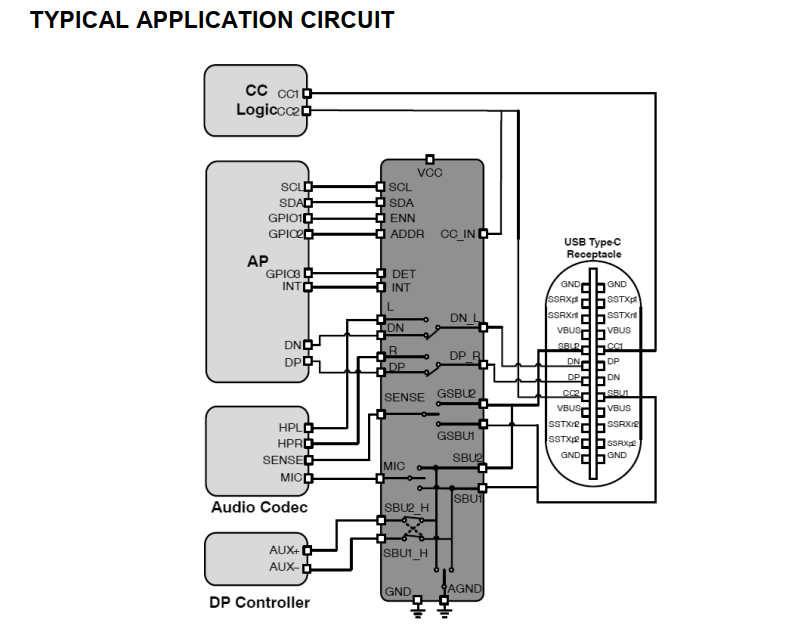 TYPICAL APPLICATION CIRCUIT
CC
Logic
CC1
CC2
VCC
SCL
SDA
GPIO1
GPIO2
AP
GPIO3
INT
DN
DP
SCL
SDA
ENN
ADDR
CC_IN
DET
INT
L
DN
DN_L
R
DP
DP_R
SENSE
GSBU2
GSBU1
MIC
SBU2
SBU1
SBU2_H
SBU1_H
GND
AGND
HPL
HPR
SENSE
MIC
Audio Codec
AUX+
AUX–
DP Controller
USB Type-C
Receptacle
GND GND
SSRXp1 SSTXp1
SSRXn1 SSTXn1
VBUS VBUS
SBU2 CC1
DN DP
DP DN
CC2 SBU1
VBUS VBUS
SSTXn2 SSRXn2
SSTXp2 SSRXp2
GND GND